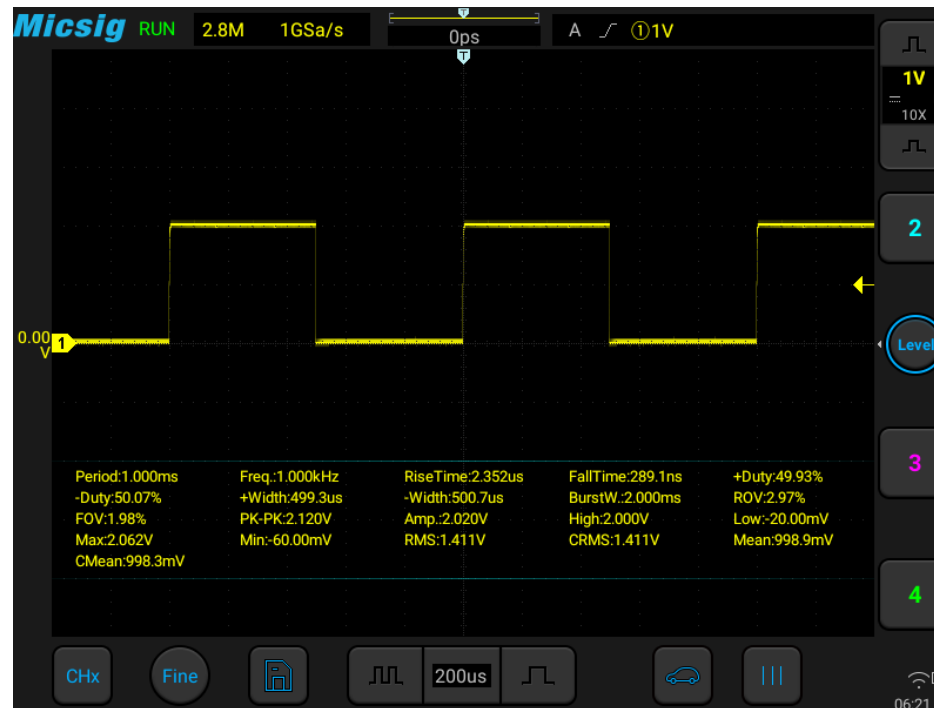 Micsig RUN 2.8M 1GSa/s 0ps A ①1V
T
T
1V
10X
2
0.00
V
1
Level
3
Period:1.000ms Freq.:1.000kHz RiseTime:2.352us FallTime:289.1ns +Duty:49.93%
-Duty:50.07% +Width:499.3us -Width:500.7us BurstW.:2.000ms ROV:2.97%
FOV:1.98% PK-PK:2.120V Amp.:2.020V High:2.000V Low:-20.00mV
Max:2.062V Min:-60.00mV RMS:1.411V CRMS:1.411V Mean:998.9mV
CMean:998.3mV
4
CHx Fine 200us
06:21